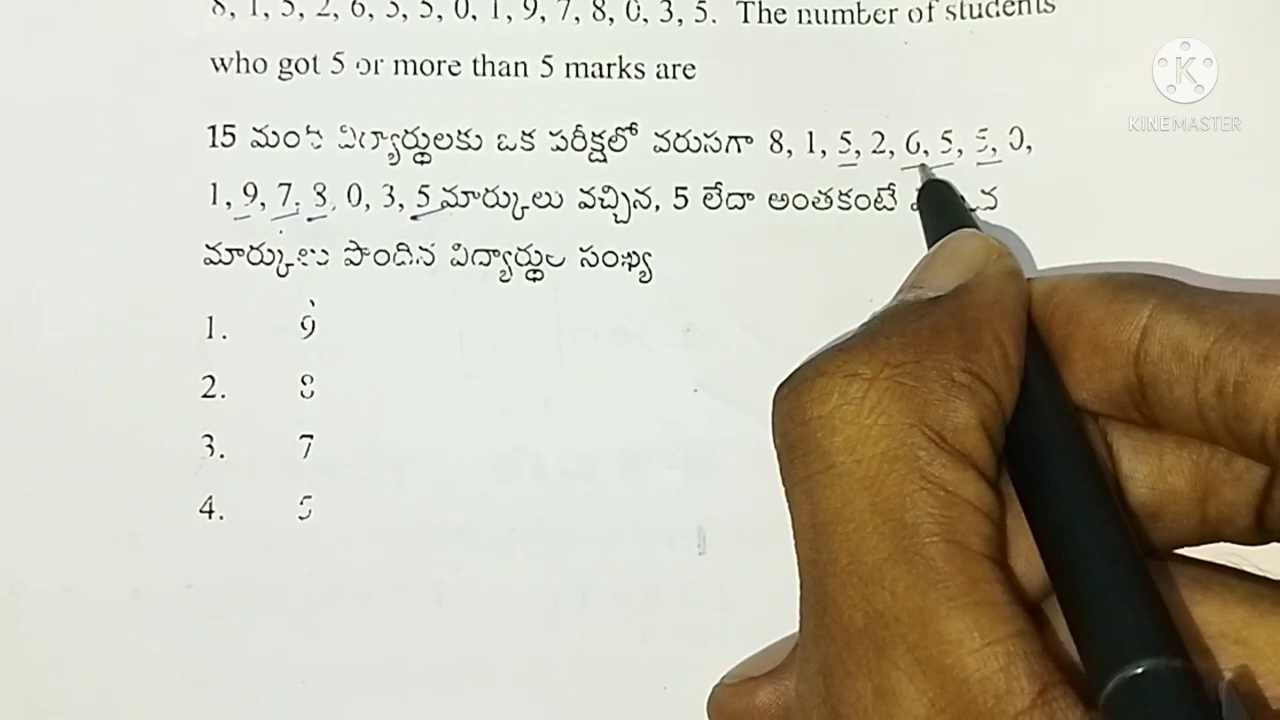 8, 1, 5, 2, 6, 5, 5, 0, 1, 9, 7, 8, 0, 3, 5. The number of students
who got 5 or more than 5 marks are
15 మంది విద్యార్థులకు ఒక పరీక్షలో వరుసగా 8, 1, 5, 2, 6, 5, 5, 0,
1, 9, 7, 8, 0, 3, 5 మార్కులు వచ్చిన, 5 లేదా అంతకంటే
మార్కులు పొందిన విద్యార్థుల సంఖ్య
1. 9
2. 8
3. 7
4. 5
K
KINEMASTER